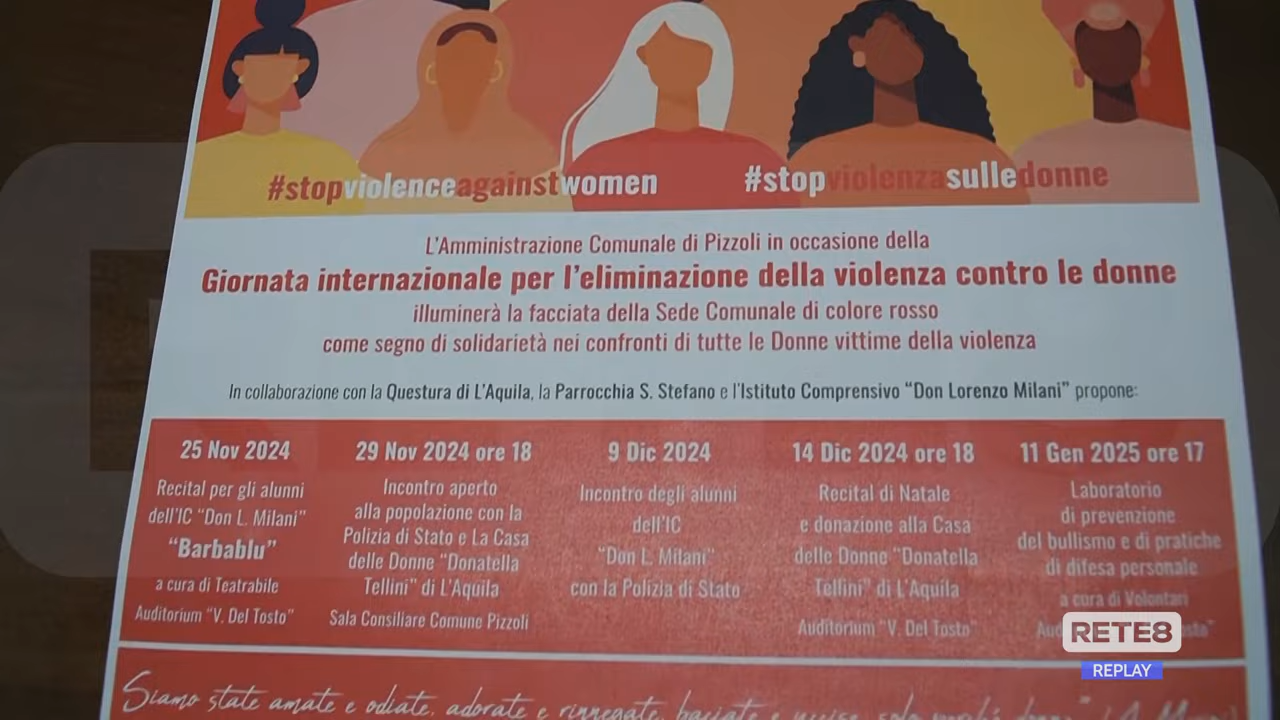 #stopviolenceagainstwomen
#stopviolenzasulledonne
L'Amministrazione Comunale di Pizzoli in occasione della
Giornata internazionale per l'eliminazione della violenza contro le donne
illuminerà la facciata della Sede Comunale di colore rosso
come segno di solidarietà nei confronti di tutte le Donne vittime della violenza
In collaborazione con la Questura di L'Aquila, la Parrocchia S. Stefano e l'Istituto Comprensivo "Don Lorenzo Milani" propone:
25 Nov 2024
Recital per gli alunni
dell'IC "Don L. Milani"
"Barbablu"
a cura di Teatrabile
Auditorium "V. Del Tosto"
29 Nov 2024 ore 18
Incontro aperto
alla popolazione con la
Polizia di Stato e La Casa
delle Donne "Donatella
Tellini" di L'Aquila
Sala Consiliare Comune Pizzoli
9 Dic 2024
Incontro degli alunni
dell'IC
"Don L. Milani"
con la Polizia di Stato
14 Dic 2024 ore 18
Recital di Natale
e donazione alla Casa
delle Donne "Donatella
Tellini" di L'Aquila
Auditorium "V. Del Tosto"
11 Gen 2025 ore 17
Laboratorio
di prevenzione
del bullismo e di pratiche
di difesa personale
a cura di Volontari
Siamo state amate e odiate, adorate e rinnegate, baciate e uccise, solo perché donne"
RETE8
REPLAY